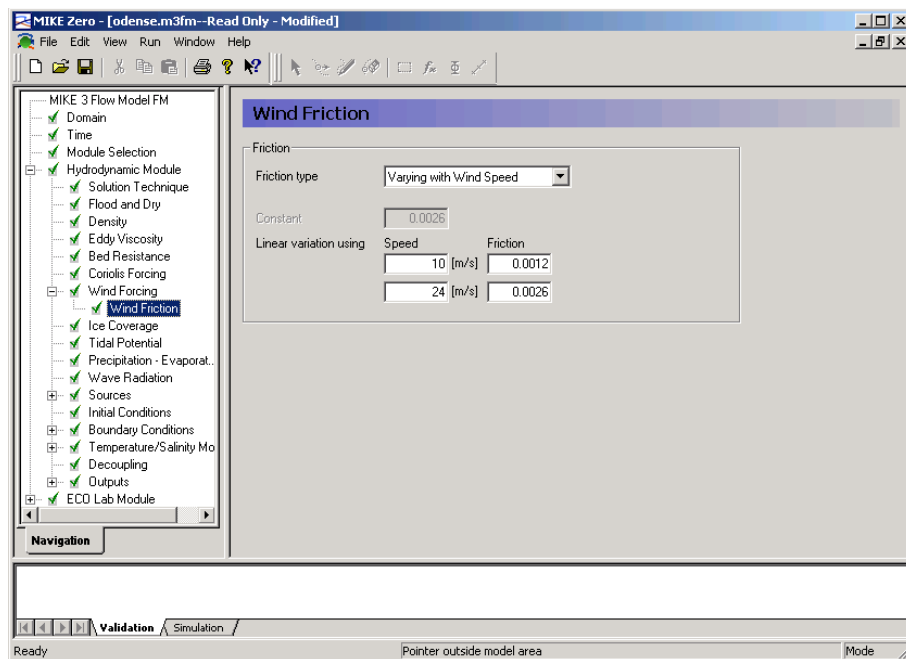 MIKE Zero - [odense.m3fm--Read Only - Modified]
File Edit View Run Window Help
MIKE 3 Flow Model FM
Domain
Time
Module Selection
Hydrodynamic Module
Solution Technique
Flood and Dry
Density
Eddy Viscosity
Bed Resistance
Coriolis Forcing
Wind Forcing
Wind Friction
Ice Coverage
Tidal Potential
Precipitation - Evaporat..
Wave Radiation
Sources
Initial Conditions
Boundary Conditions
Temperature/Salinity Mo
Decoupling
Outputs
ECO Lab Module
Navigation
Wind Friction
Friction
Friction type Varying with Wind Speed
Constant 0.0026
Linear variation using Speed Friction
10 [m/s] 0.0012
24 [m/s] 0.0026
Validation Simulation
Ready Pointer outside model area Mode